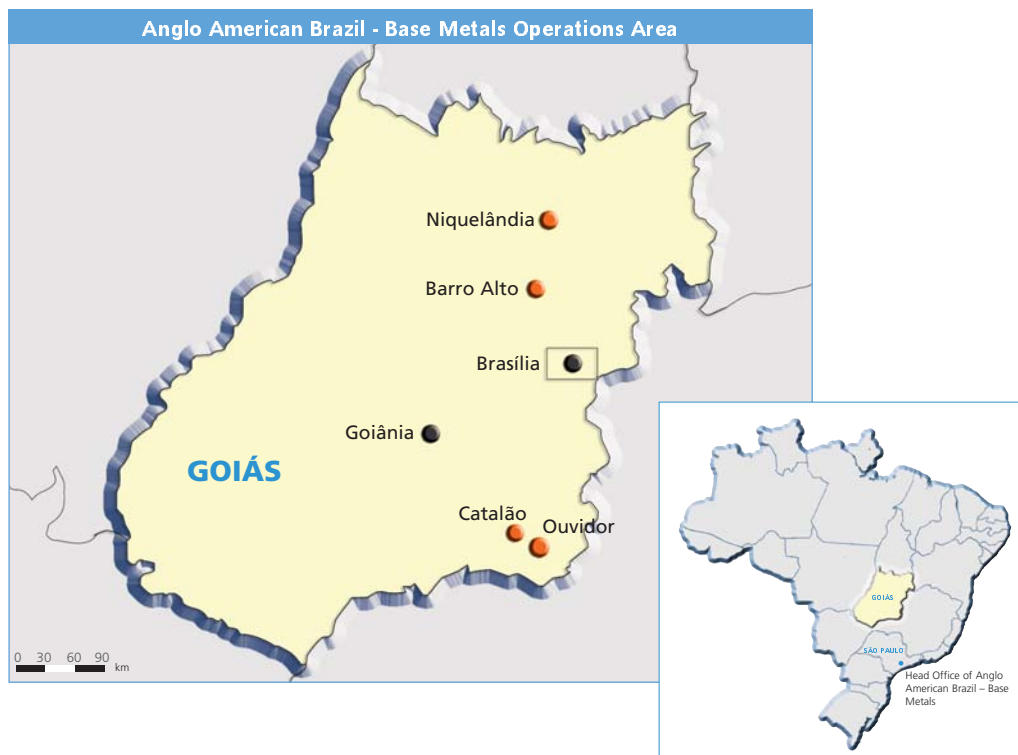 Anglo American Brazil - Base Metals Operations Area
Niquelândia
Barro Alto
Brasília
Goiânia
GOIÁS
Catalão
Ouvidor
0 30 60 90
km
GOIÁS
SÃO PAULO
Head Office of Anglo
American Brazil – Base
Metals